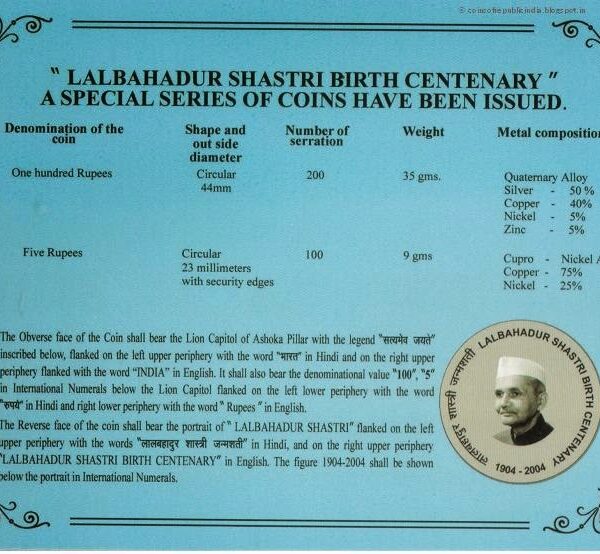 © coinsofrepublicindia.blogspot.in
“ LALBAHADUR SHASTRI BIRTH CENTENARY ”
A SPECIAL SERIES OF COINS HAVE BEEN ISSUED.
Denomination of the coin Shape and out side diameter Number of serration Weight Metal composition
One hundred Rupees Circular 44mm 200 35 gms. Quaternary Alloy
Silver - 50 %
Copper - 40%
Nickel - 5%
Zinc - 5%
Five Rupees Circular 23 millimeters with security edges 100 9 gms Cupro - Nickel A
Copper - 75%
Nickel - 25%
The Obverse face of the Coin shall bear the Lion Capitol of Ashoka Pillar with the legend "सत्यमेव जयते"
inscribed below, flanked on the left upper periphery with the word "भारत" in Hindi and on the right upper
periphery flanked with the word “INDIA” in English. It shall also bear the denominational value "100", "5"
in International Numerals below the Lion Capitol flanked on the left lower periphery with the word
"रुपये" in Hindi and right lower periphery with the word " Rupees " in English.
The Reverse face of the coin shall bear the portrait of " LALBAHADUR SHASTRI" flanked on the left
upper periphery with the words "लालबहादुर शास्त्री जन्मशती" in Hindi, and on the right upper periphery
"LALBAHADUR SHASTRI BIRTH CENTENARY" in English. The figure 1904-2004 shall be shown
below the portrait in International Numerals.
लालबहादुर शास्त्री जन्मशती LALBAHADUR SHASTRI BIRTH CENTENARY
1904 - 2004